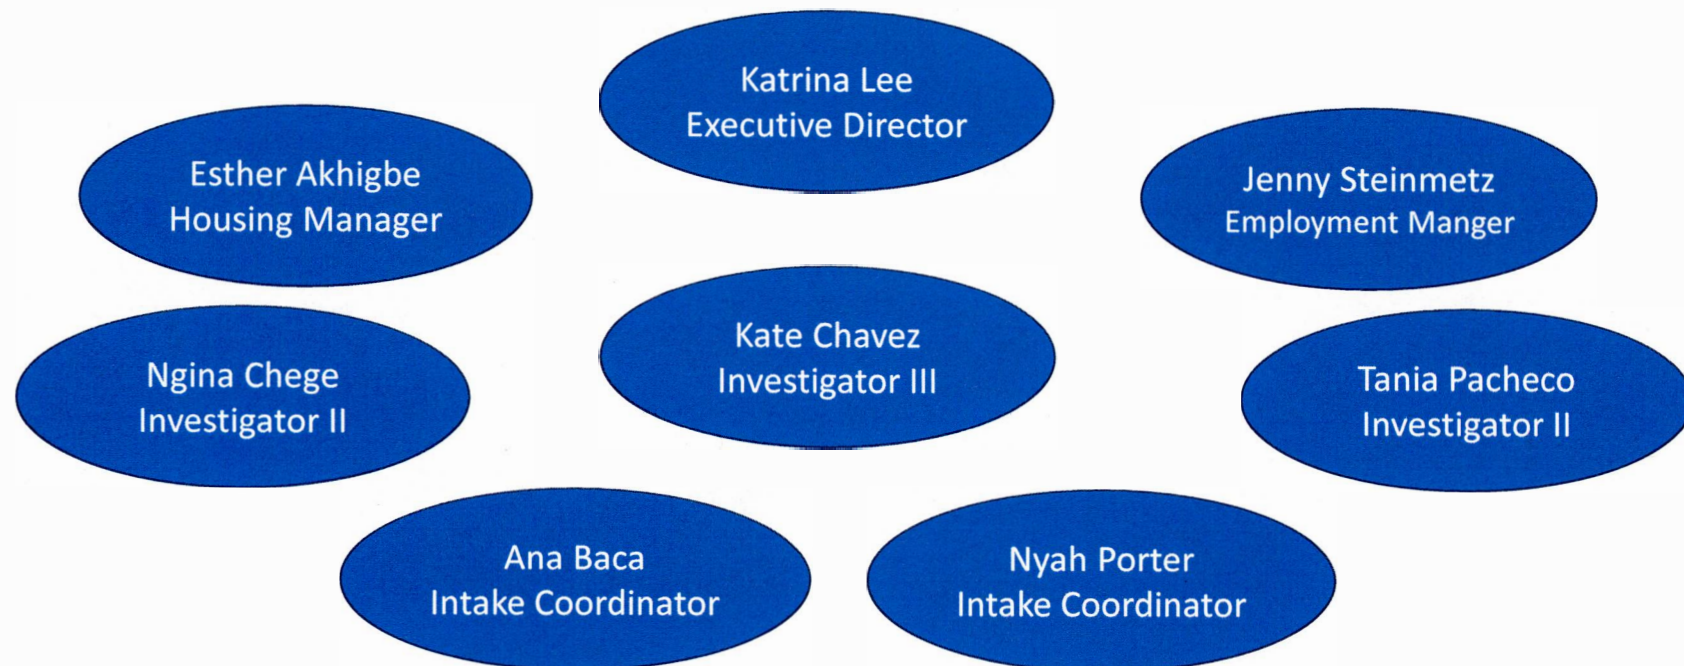 Katrina Lee
Executive Director
Esther Akhigbe
Housing Manager
Jenny Steinmetz
Employment Manger
Kate Chavez
Investigator III
Ngina Chege
Investigator II
Tania Pacheco
Investigator II
Ana Baca
Intake Coordinator
Nyah Porter
Intake Coordinator